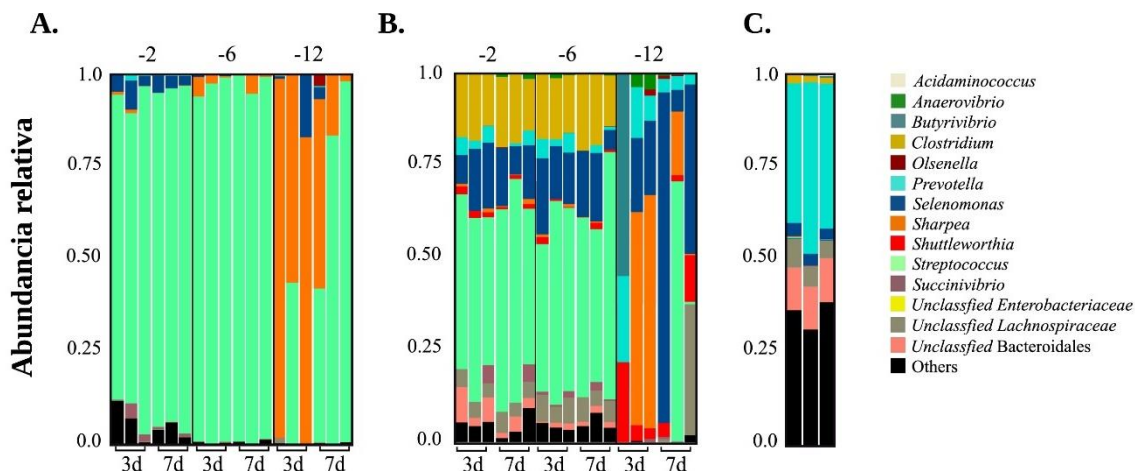 A.
B.
C.
-2 -6 -12
-2 -6 -12
Abundancia relativa
1.0
0.75
0.50
0.25
0.0
1.0
0.75
0.50
0.25
0.0
1.0
0.75
0.50
0.25
0.0
3d 7d 3d 7d 3d 7d
3d 7d 3d 7d 3d 7d
Acidaminococcus
Anaerovibrio
Butyrivibrio
Clostridium
Olsenella
Prevotella
Selenomonas
Sharpea
Shuttleworthia
Streptococcus
Succinivibrio
Unclassfied Enterobacteriaceae
Unclassfied Lachnospiraceae
Unclassfied Bacteroidales
Others